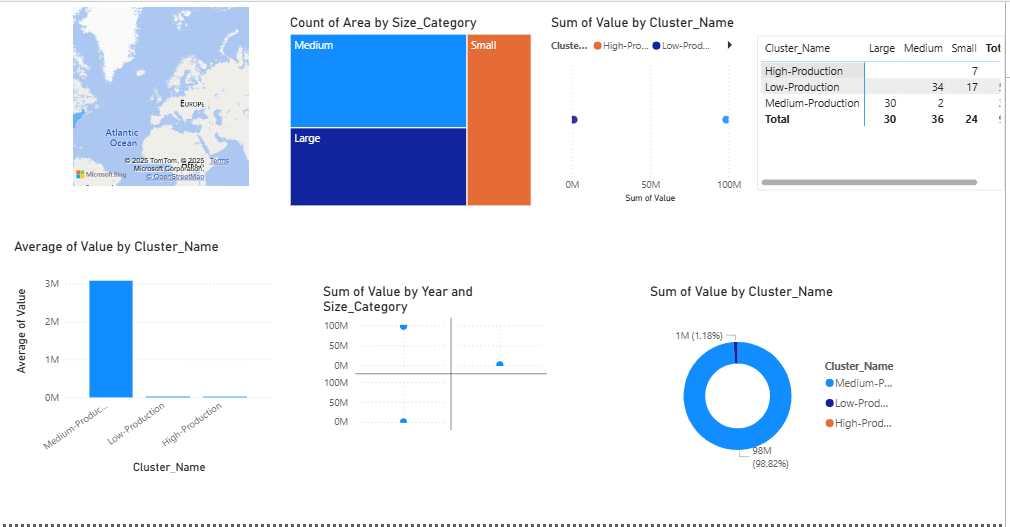 EUROPE
Atlantic
Ocean
© 2025 TomTom, © 2025
Microsoft Corporation,
© OpenStreetMap
Terms
Microsoft Bing
Count of Area by Size_Category
Medium
Small
Large
Sum of Value by Cluster_Name
Cluste... High-Pro... Low-Prod...
0M 50M 100M
Sum of Value
Cluster_Name Large Medium Small Tot
High-Production 7
Low-Production 34 17
Medium-Production 30 2
Total 30 36 24
Average of Value by Cluster_Name
Average of Value
3M
2M
1M
0M
Medium-Produc...
Low-Production
High-Production
Cluster_Name
Sum of Value by Year and
Size_Category
100M
50M
0M
100M
50M
0M
Sum of Value by Cluster_Name
1M (1.18%)
98M
(98.82%)
Cluster_Name
Medium-P...
Low-Prod...
High-Prod...